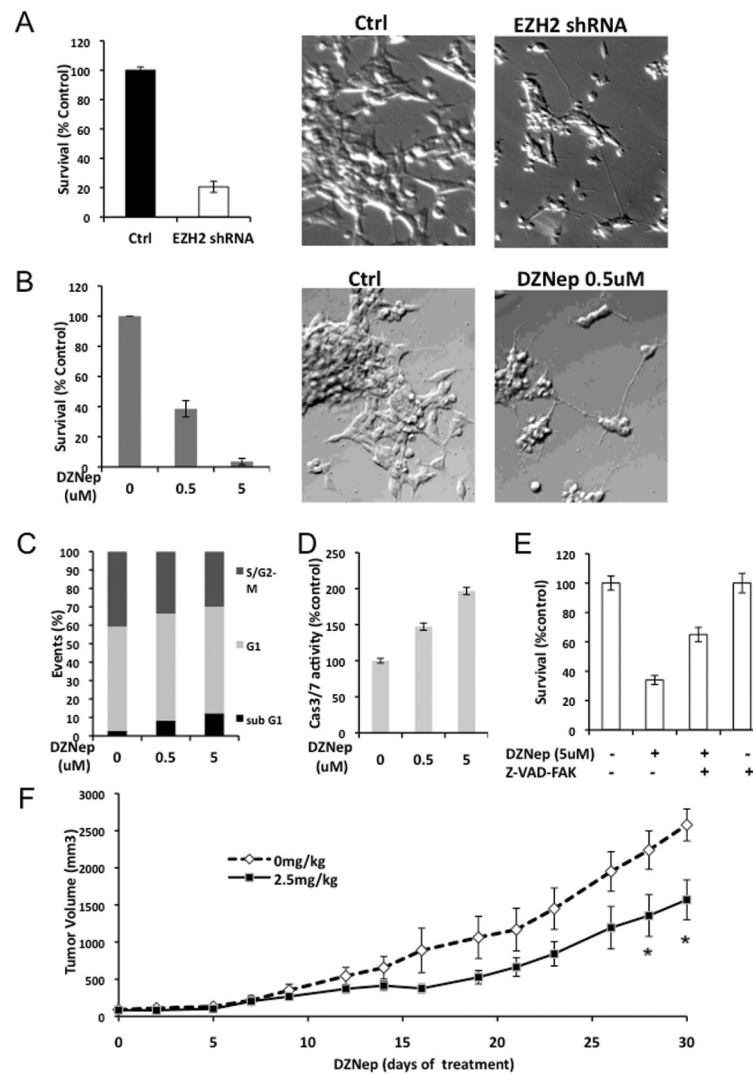 A
Survival (% Control)
120
100
80
60
40
20
0
Ctrl
EZH2 shRNA
Ctrl
EZH2 shRNA
B
Survival (% Control)
120
100
80
60
40
20
0
DZNep
(uM)
0
0.5
5
Ctrl
DZNep 0.5uM
C
Events (%)
100
90
80
70
60
50
40
30
20
10
0
S/G2-
M
G1
sub G1
DZNep
(uM)
0
0.5
5
D
Cas3/7 activity (%control)
250
200
150
100
50
0
DZNep
(uM)
0
0.5
5
E
Survival (%control)
120
100
80
60
40
20
0
DZNep (5uM) - + + -
Z-VAD-FAK - - + +
F
Tumor Volume (mm3)
3000
2500
2000
1500
1000
500
0
0mg/kg
2.5mg/kg
* *
0 5 10 15 20 25 30
DZNep (days of treatment)